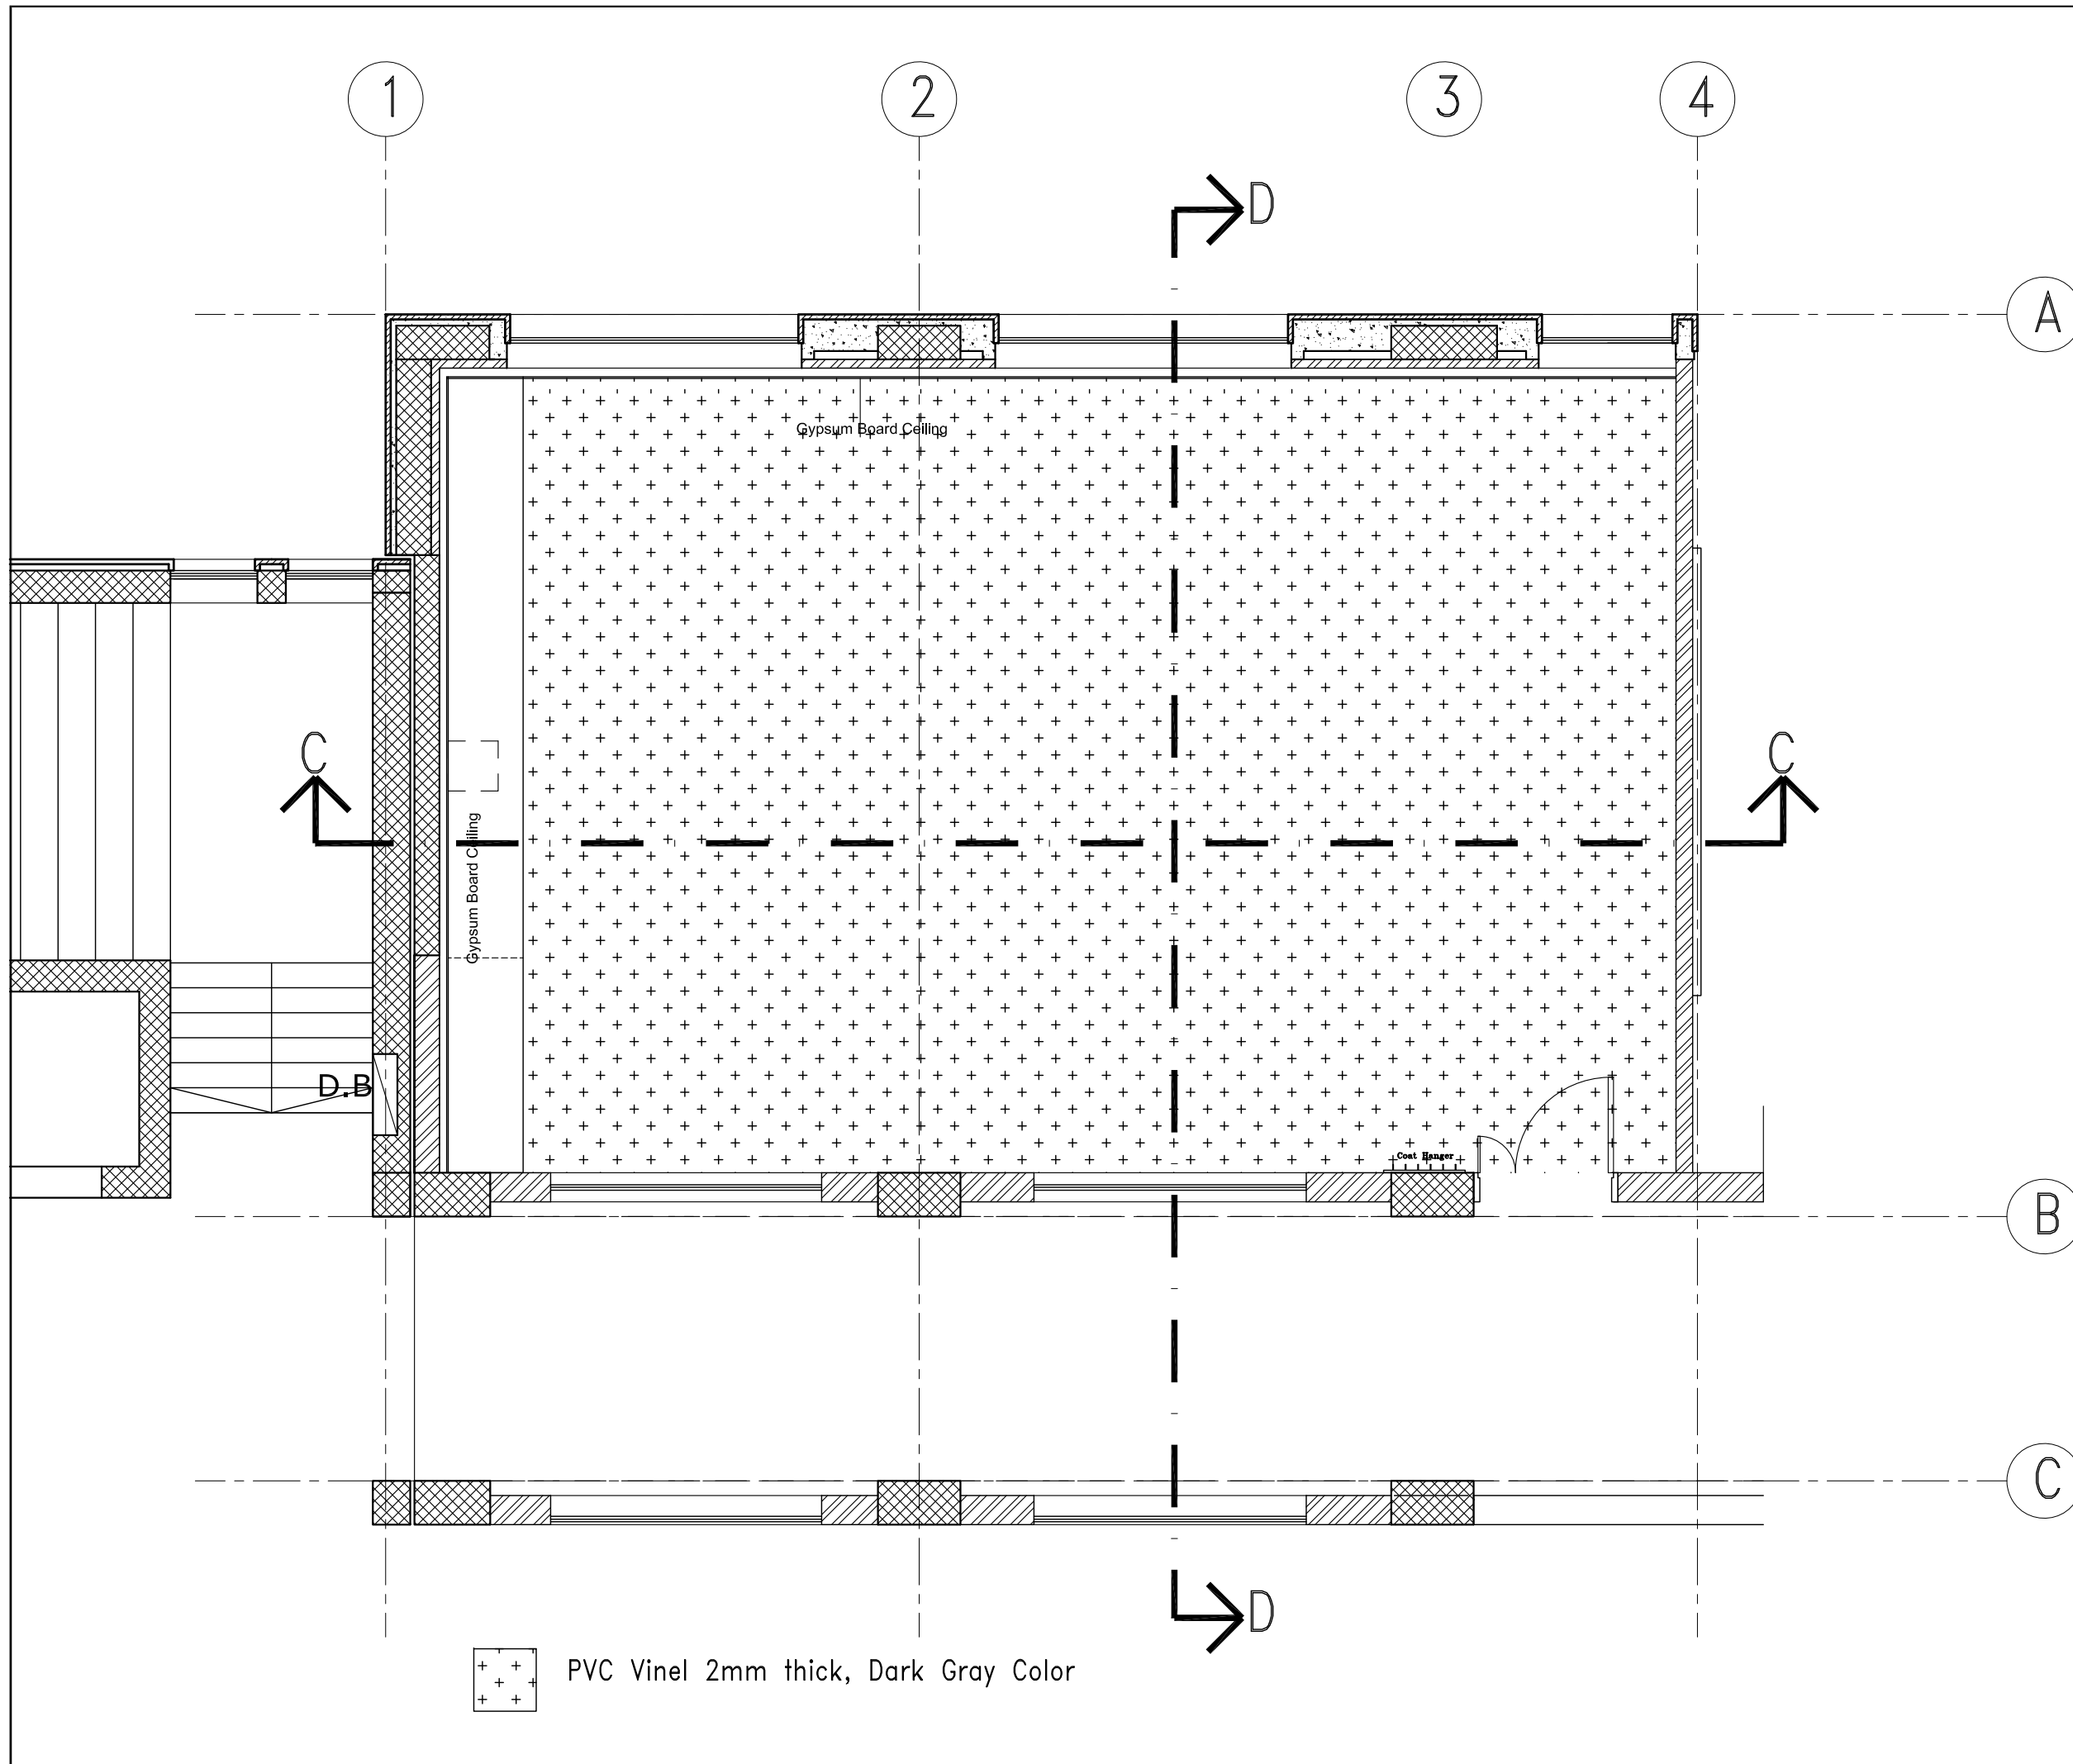 1
2
3
4
D
A
Gypsum Board Ceiling
C
C
Gypsum Board Ceiling
D.B
Coat Hanger
B
C
D
PVC Vinel 2mm thick, Dark Gray Color